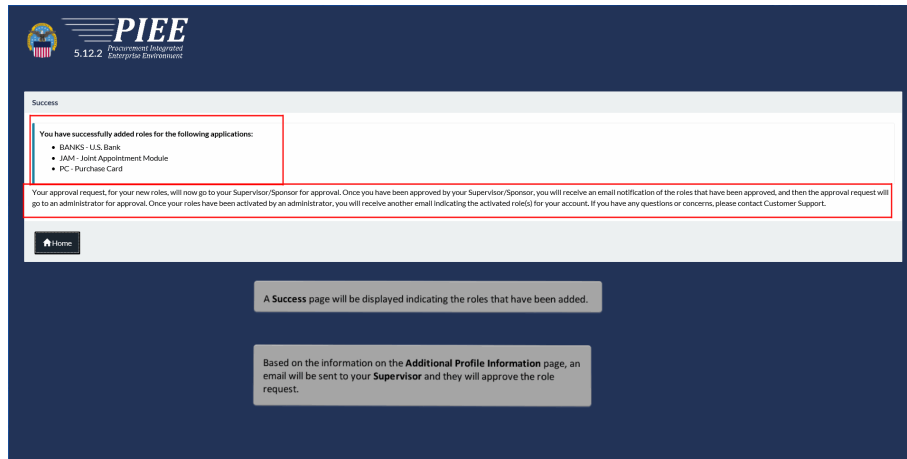 PIEE
5.12.2 Procurement Integrated
Enterprise Environment
Success
You have successfully added roles for the following applications:
• BANKS - U.S. Bank
• JAM - Joint Appointment Module
• PC - Purchase Card
Your approval request, for your new roles, will now go to your Supervisor/Sponsor for approval. Once you have been approved by your Supervisor/Sponsor, you will receive an email notification of the roles that have been approved, and then the approval request will
go to an administrator for approval. Once your roles have been activated by an administrator, you will receive another email indicating the activated role(s) for your account. If you have any questions or concerns, please contact Customer Support.
Home
A Success page will be displayed indicating the roles that have been added.
Based on the information on the Additional Profile Information page, an
email will be sent to your Supervisor and they will approve the role
request.